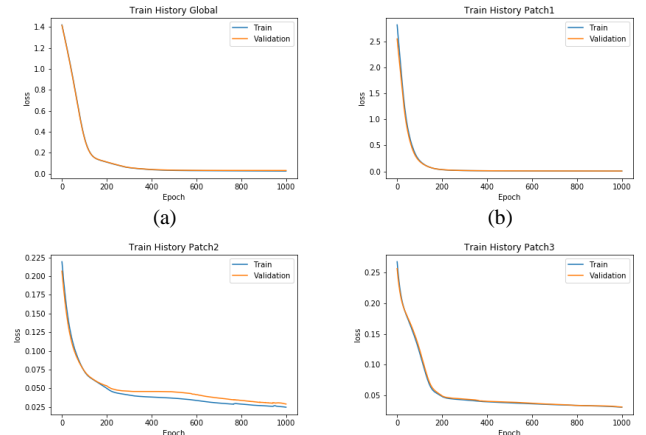 Train History Global
Train
Validation
1.4
1.2
1.0
0.8
0.6
0.4
0.2
0.0
loss
0 200 400 600 800 1000
Epoch
(a)
Train History Patch1
Train
Validation
2.5
2.0
1.5
1.0
0.5
0.0
loss
0 200 400 600 800 1000
Epoch
(b)
Train History Patch2
Train
Validation
0.225
0.200
0.175
0.150
0.125
0.100
0.075
0.050
0.025
loss
0 200 400 600 800 1000
Epoch
Train History Patch3
Train
Validation
0.25
0.20
0.15
0.10
0.05
loss
0 200 400 600 800 1000
Epoch